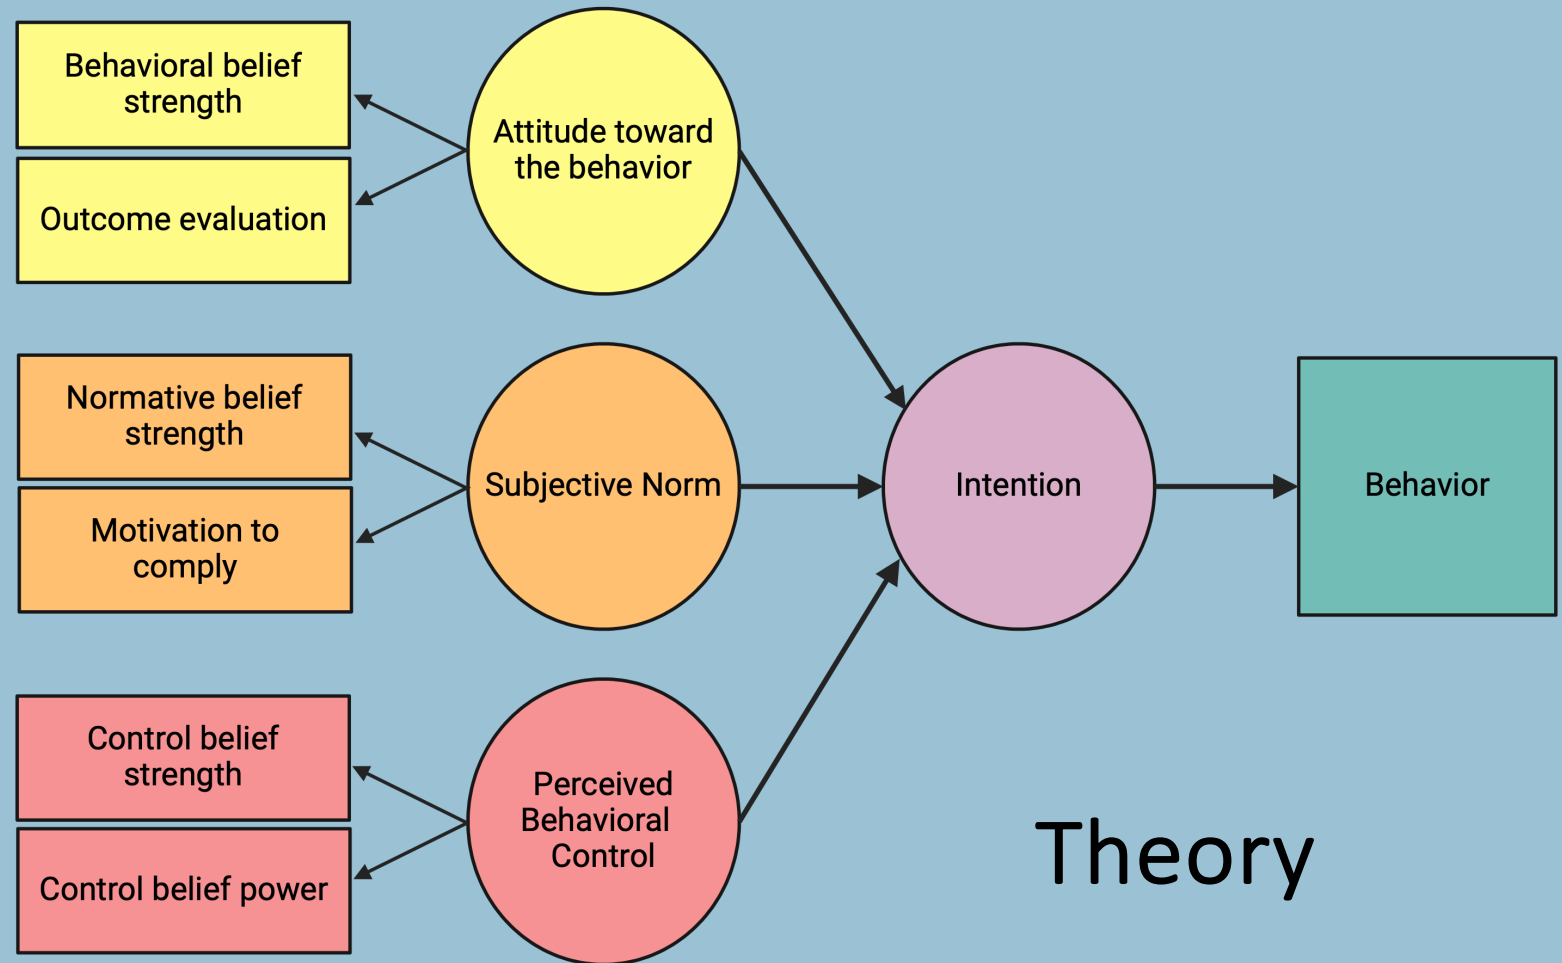 Behavioral belief
strength
Outcome evaluation
Attitude toward
the behavior
Normative belief
strength
Motivation to
comply
Subjective Norm
Intention
Behavior
Control belief
strength
Control belief power
Perceived
Behavioral
Control
Theory